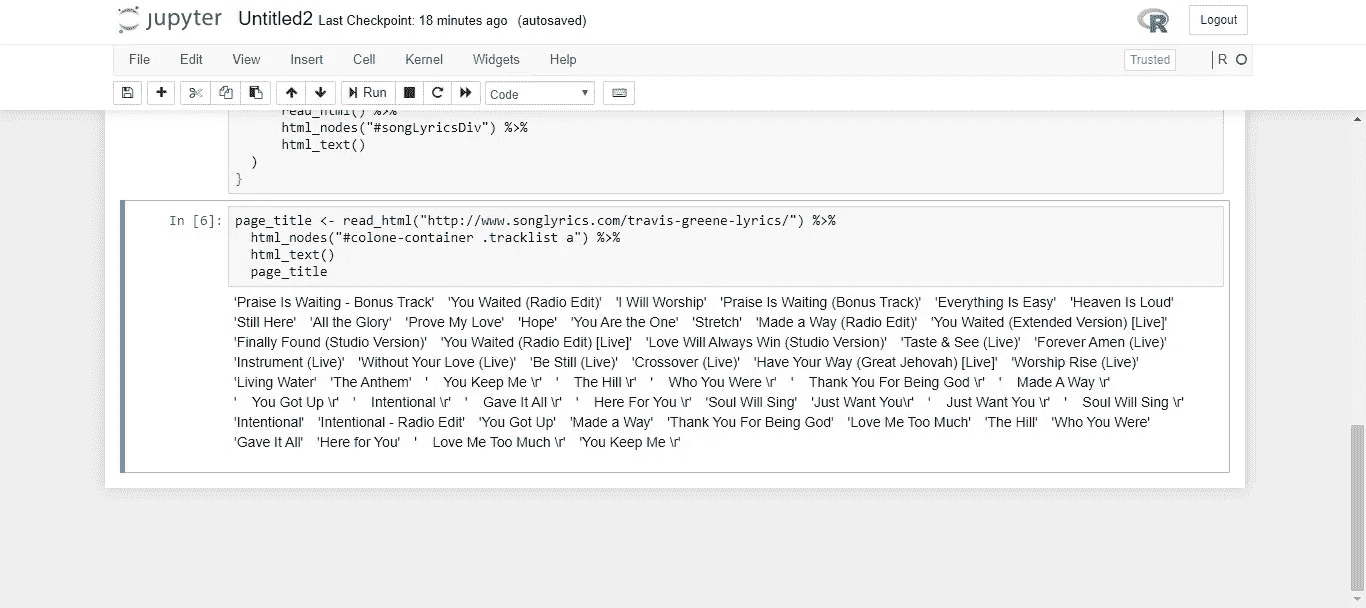 jupyter Untitled2 Last Checkpoint: 18 minutes ago (autosaved)
R
Logout
File Edit View Insert Cell Kernel Widgets Help
Trusted
R
Run
Code
read_html() %>%
html_nodes("#songLyricsDiv") %>%
html_text()
)
}
In [6]:
page_title <- read_html("http://www.songlyrics.com/travis-greene-lyrics/") %>%
html_nodes("#colone-container .tracklist a") %>%
html_text()
page_title
'Praise Is Waiting - Bonus Track' 'You Waited (Radio Edit)' 'I Will Worship' 'Praise Is Waiting (Bonus Track)' 'Everything Is Easy' 'Heaven Is Loud'
'Still Here' 'All the Glory' 'Prove My Love' 'Hope' 'You Are the One' 'Stretch' 'Made a Way (Radio Edit)' 'You Waited (Extended Version) [Live]'
'Finally Found (Studio Version)' 'You Waited (Radio Edit) [Live]' 'Love Will Always Win (Studio Version)' 'Taste & See (Live)' 'Forever Amen (Live)'
'Instrument (Live)' 'Without Your Love (Live)' 'Be Still (Live)' 'Crossover (Live)' 'Have Your Way (Great Jehovah) [Live]' 'Worship Rise (Live)'
'Living Water' 'The Anthem' ' You Keep Me \r' ' The Hill \r' ' Who You Were \r' ' Thank You For Being God \r' ' Made A Way \r'
' You Got Up \r' ' Intentional \r' ' Gave It All \r' ' Here For You \r' 'Soul Will Sing' 'Just Want You\r' ' Just Want You \r' ' Soul Will Sing \r'
'Intentional' 'Intentional - Radio Edit' 'You Got Up' 'Made a Way' 'Thank You For Being God' 'Love Me Too Much' 'The Hill' 'Who You Were'
'Gave It All' 'Here for You' ' Love Me Too Much \r' 'You Keep Me \r'